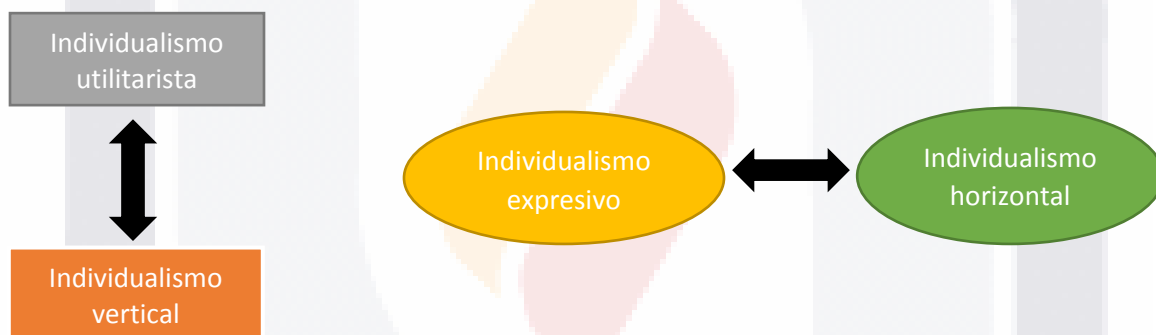 Individualismo
utilitarista
Individualismo
expresivo
Individualismo
horizontal
Individualismo
vertical